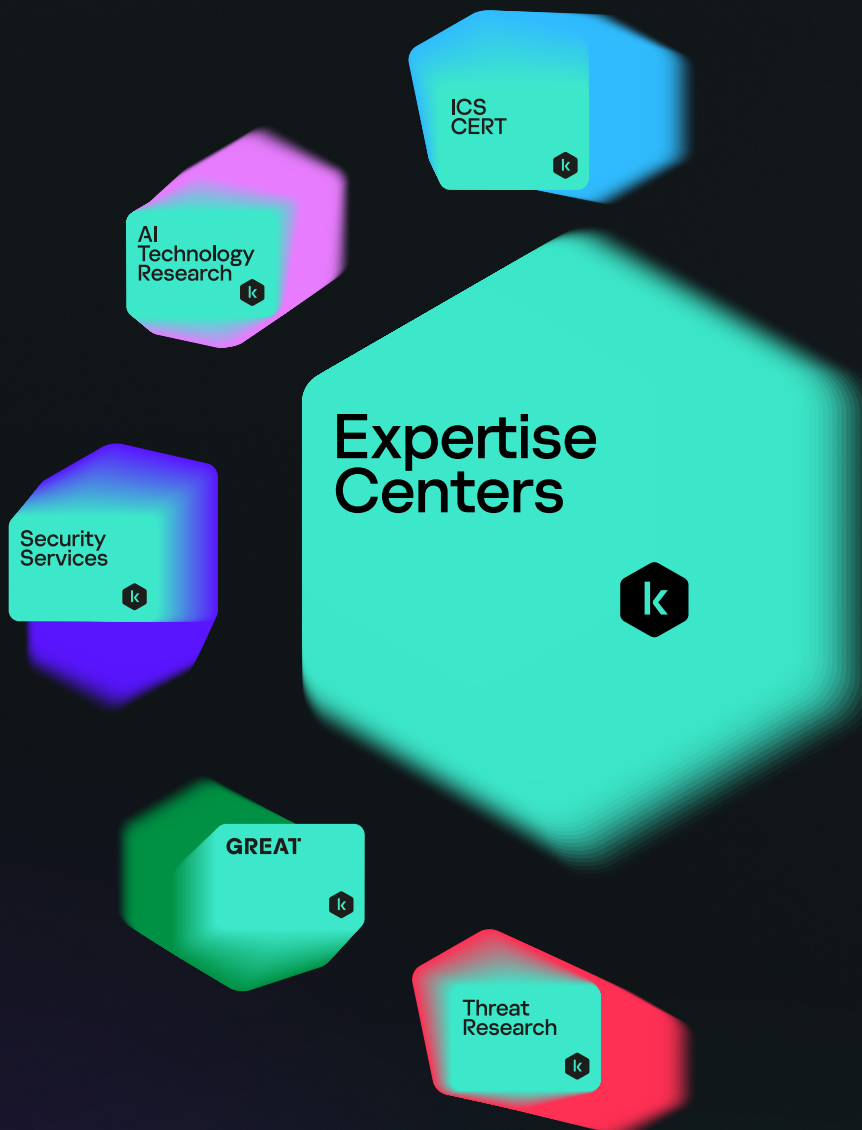 ICS
CERT
k
AI
Technology
Research
k
Expertise
Centers
k
Security
Services
k
GREAT
k
Threat
Research
k